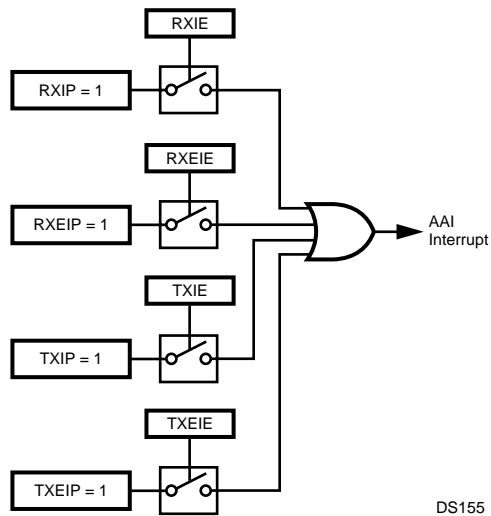 RXIE
RXIP = 1
RXEIE
RXEIP = 1
AAI
Interrupt
TXIE
TXIP = 1
TXEIE
TXEIP = 1
DS155